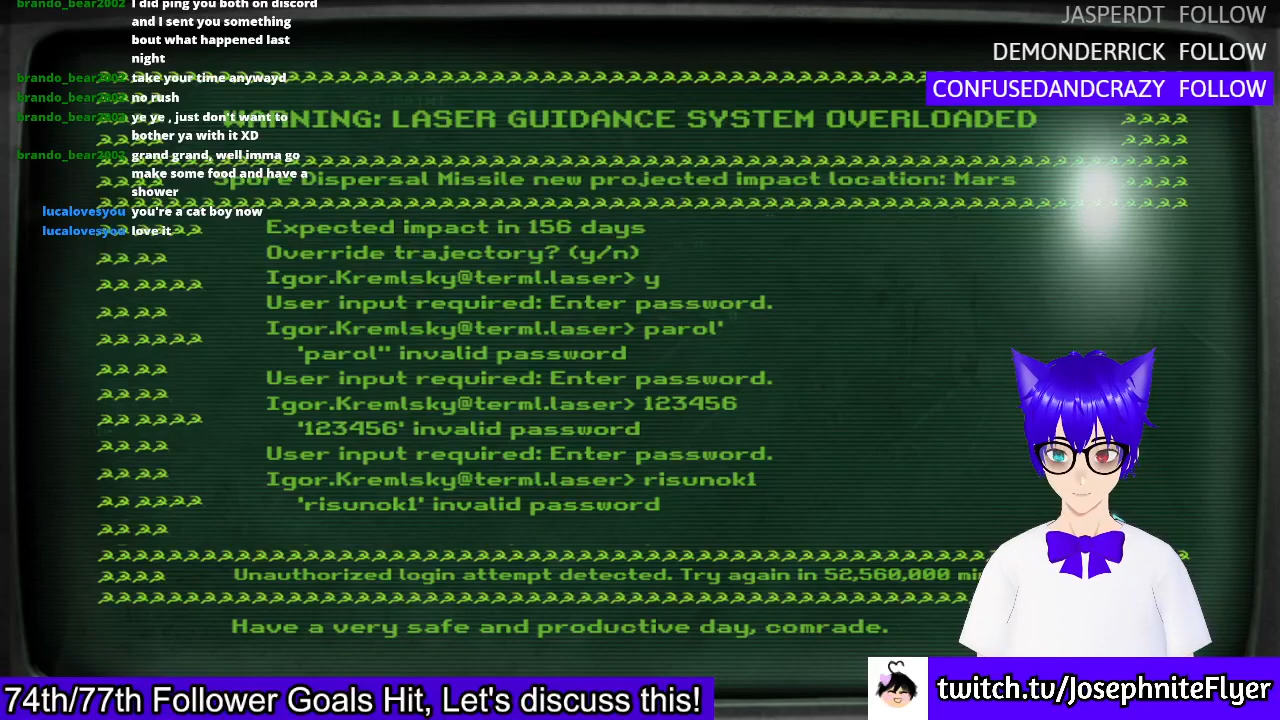 brando_bear2002 I did ping you both on discord
and I sent you something
bout what happened last
night
brando_bear2002 take your time anywayd
brando_bear2002 no rush
brando_bear2002 ye ye , just don't want to
bother ya with it XD
brando_bear2002 grand grand, well imma go
make some food and have a
shower
lucalovesyou you're a cat boy now
lucalovesyou love it
JASPERDT FOLLOW
DEMONDERRICK FOLLOW
CONFUSEDANDCRAZY FOLLOW
WARNING: LASER GUIDANCE SYSTEM OVERLOADED
Spore Dispersal Missile new projected impact location: Mars
Expected impact in 156 days
Override trajectory? (y/n)
Igor.Kremlsky@terml.laser> y
User input required: Enter password.
Igor.Kremlsky@terml.laser> parol'
'parol'' invalid password
User input required: Enter password.
Igor.Kremlsky@terml.laser> 123456
'123456' invalid password
User input required: Enter password.
Igor.Kremlsky@terml.laser> risunok1
'risunok1' invalid password
Unauthorized login attempt detected. Try again in 52,560,000
Have a very safe and productive day, comrade.
74th/77th Follower Goals Hit, Let's discuss this!
twitch.tv/JosephniteFlyer